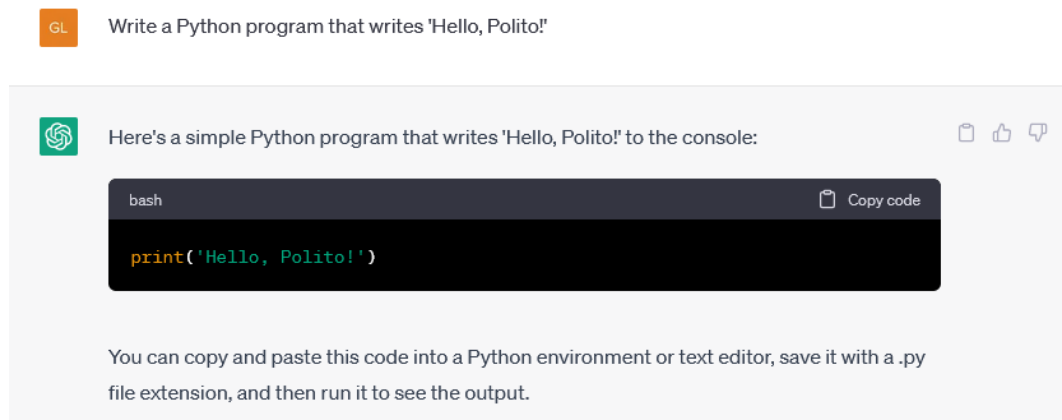 GL
Write a Python program that writes 'Hello, Polito!'
Here's a simple Python program that writes 'Hello, Polito!' to the console:
bash
Copy code
print('Hello, Polito!')
You can copy and paste this code into a Python environment or text editor, save it with a .py
file extension, and then run it to see the output.